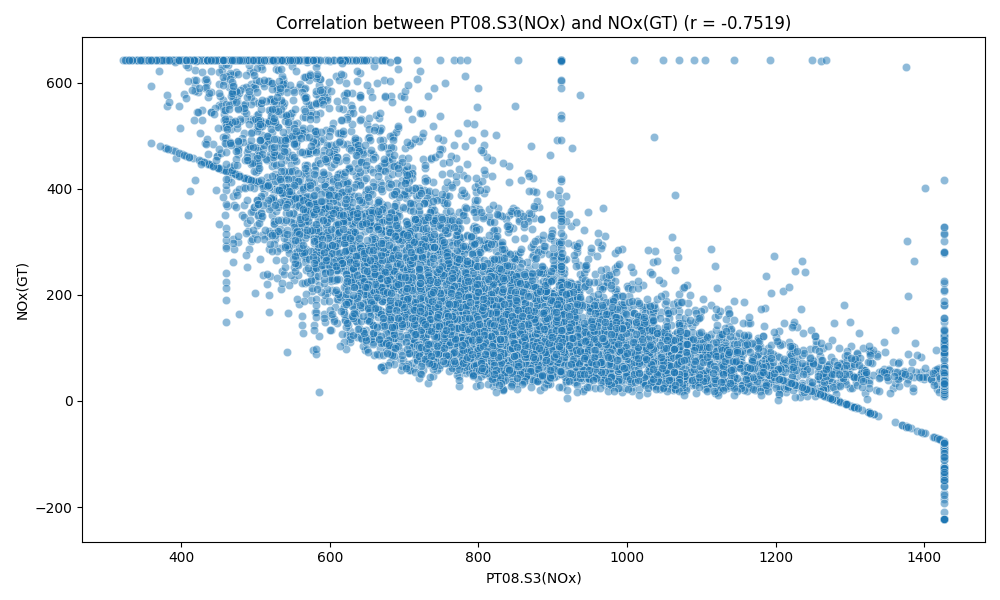 Correlation between PT08.S3(NOx) and NOx(GT) (r = -0.7519)
600
400
200
0
−200
NOx(GT)
400 600 800 1000 1200 1400
PT08.S3(NOx)